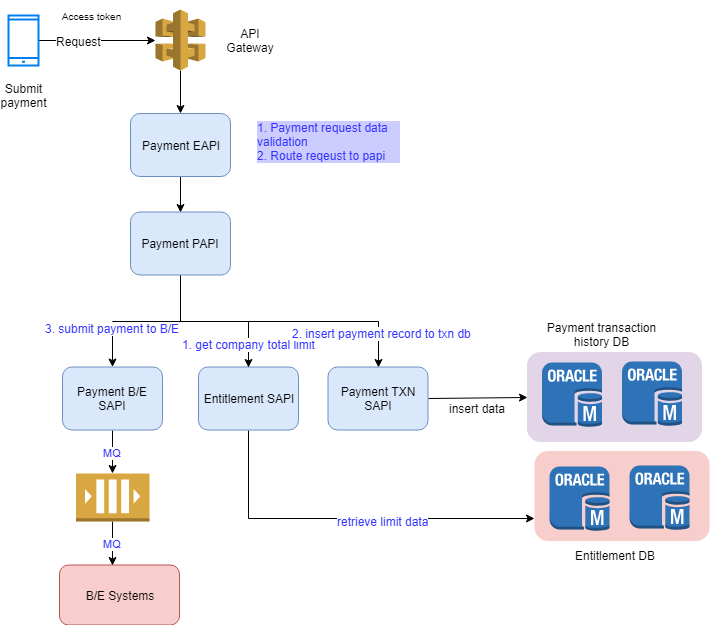 Access token
Request
API
Gateway
Submit
payment
Payment EAPI
1. Payment request data
validation
2. Route reqeust to papi
Payment PAPI
3. submit payment to B/E
1. get company total limit
2. insert payment record to txn db
Payment transaction
history DB
Payment B/E
SAPI
Entitlement SAPI
Payment TXN
SAPI
insert data
ORACLE
M
ORACLE
M
MQ
retrieve limit data
ORACLE
M
ORACLE
M
MQ
Entitlement DB
B/E Systems